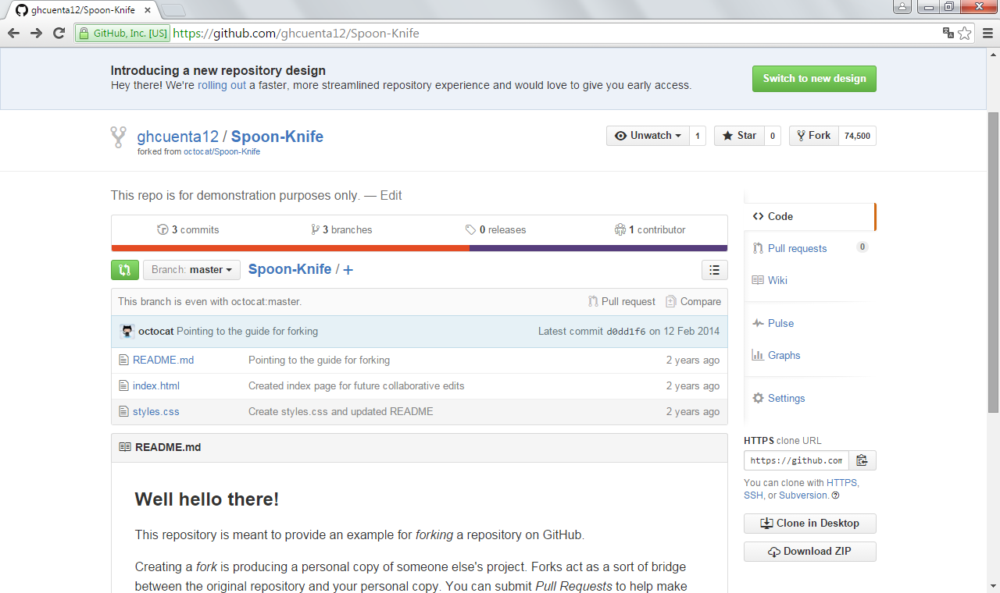 ghcuenta12/Spoon-Knife
GitHub, Inc. [US] https://github.com/ghcuenta12/Spoon-Knife
Introducing a new repository design
Hey there! We're rolling out a faster, more streamlined repository experience and would love to give you early access.
Switch to new design
ghcuenta12 / Spoon-Knife
forked from octocat/Spoon-Knife
Unwatch 1 Star 0 Fork 74,500
This repo is for demonstration purposes only. — Edit
3 commits 3 branches 0 releases 1 contributor
Branch: master Spoon-Knife / +
This branch is even with octocat:master. Pull request Compare
octocat Pointing to the guide for forking Latest commit d0dd1f6 on 12 Feb 2014
README.md Pointing to the guide for forking 2 years ago
index.html Created index page for future collaborative edits 2 years ago
styles.css Create styles.css and updated README 2 years ago
README.md
Well hello there!
This repository is meant to provide an example for forking a repository on GitHub.
Creating a fork is producing a personal copy of someone else's project. Forks act as a sort of bridge
between the original repository and your personal copy. You can submit Pull Requests to help make
Code
Pull requests 0
Wiki
Pulse
Graphs
Settings
HTTPS clone URL
https://github.com
You can clone with HTTPS,
SSH, or Subversion.
Clone in Desktop
Download ZIP